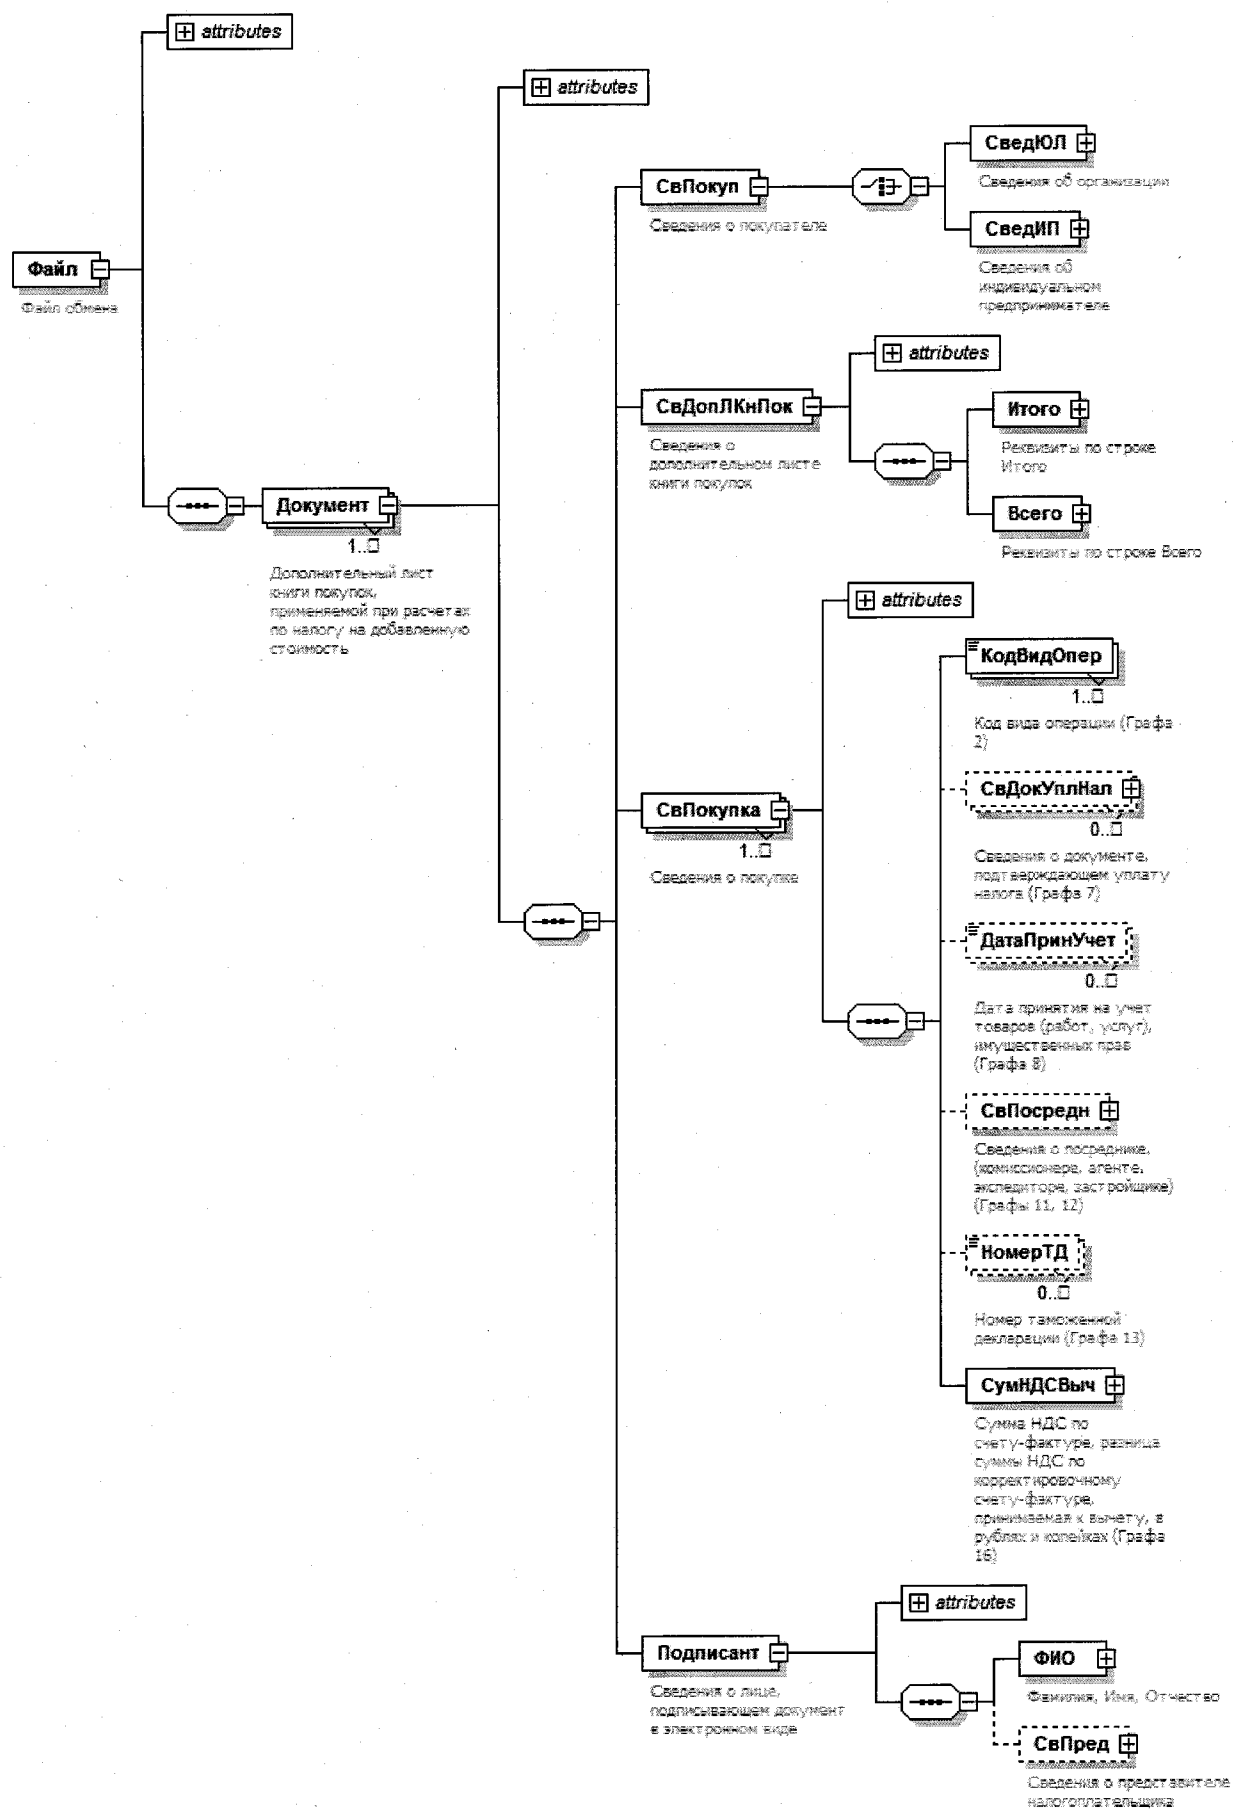 attributes
attributes
СведЮЛ
Сведения об организации
СвПокуп
Сведения о покупателе
СведИП
Сведения об
индивидуальном
предпринимателе
Файл
Файл обмена
attributes
СвДопЛКнПок
Сведения о
дополнительном листе
книги покупок
Итого
Реквизиты по строке
Итого
Всего
Реквизиты по строке Всего
Документ
1..
Дополнительный лист
книги покупок,
применяемой при расчетах
по налогу на добавленную
стоимость
attributes
КодВидОпер
1..
Код вида операции (Графа
2)
СвДокУплНал
0..
Сведения о документе,
подтверждающем уплату
налога (Графа 7)
СвПокупка
1..
Сведения о покупке
ДатаПринУчет
0..
Дата принятия на учет
товаров (работ, услуг),
имущественных прав
(Графа 8)
СвПосредн
Сведения о посреднике,
(комиссионере, агенте,
экспедиторе, застройщике)
(Графы 11, 12)
НомерТД
0..
Номер таможенной
декларации (Графа 13)
СумНДСВыч
Сумма НДС по
счету-фактуре, разница
суммы НДС по
корректировочному
счету-фактуре,
принимаемая к вычету, в
рублях и копейках (Графа
16)
attributes
Подписант
Сведения о лице,
подписывающем документ
в электронном виде
ФИО
Фамилия, Имя, Отчество
СвПред
Сведения о представителе
налогоплательщика